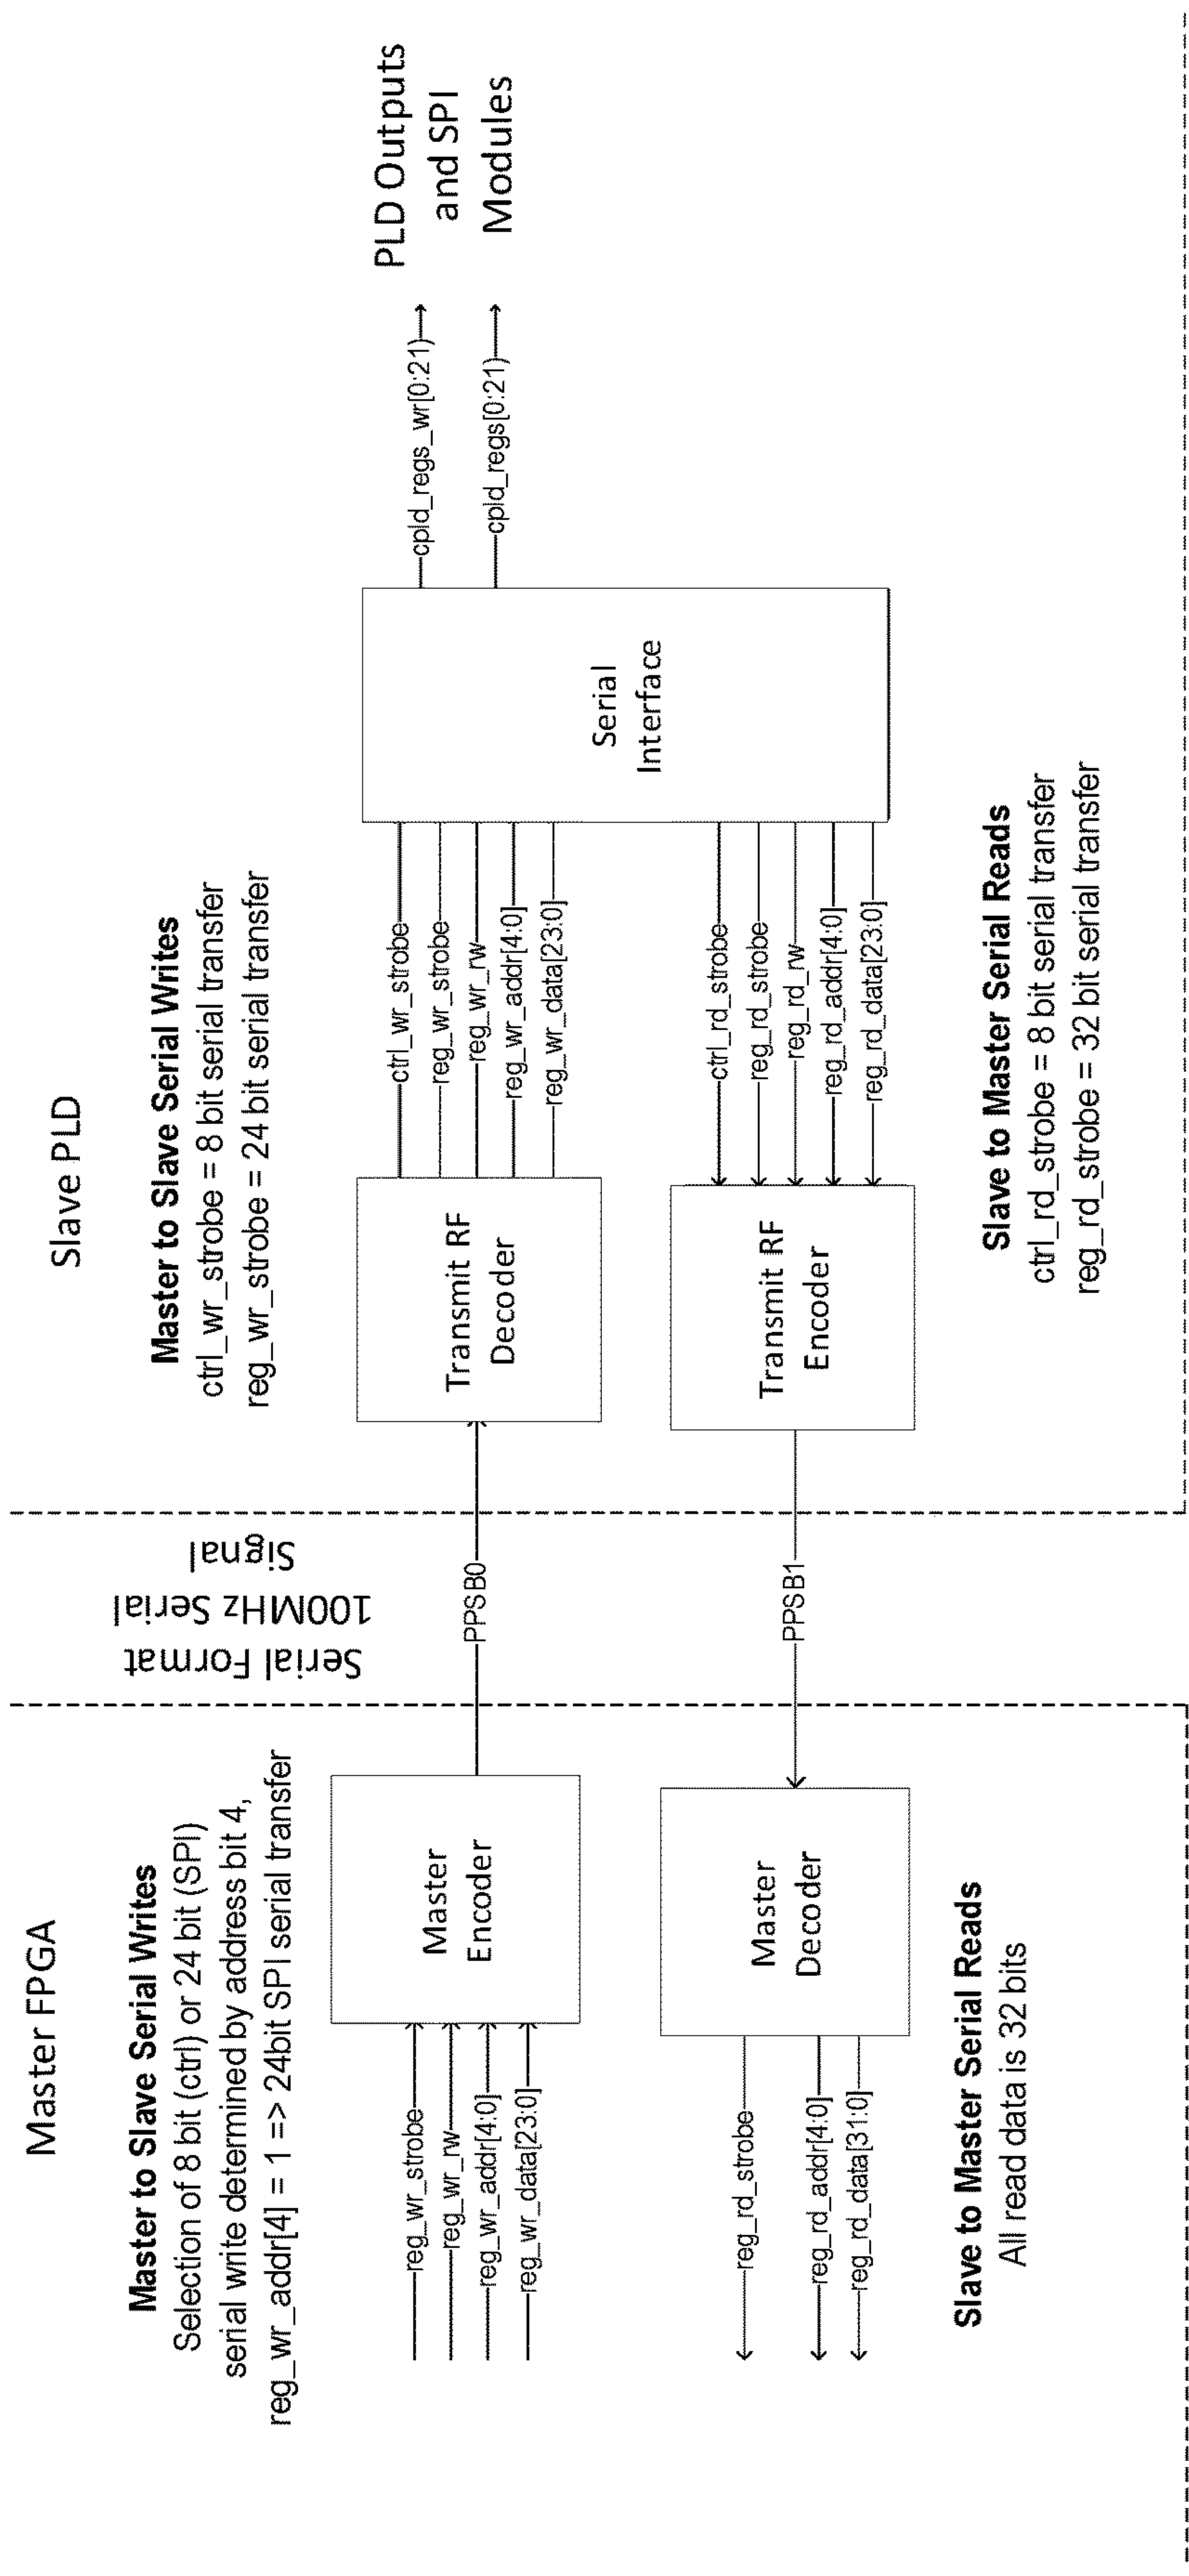 Master FPGA
Master to Slave Serial Writes
Selection of 8 bit (ctrl) or 24 bit (SPI)
serial write determined by address bit 4,
reg_wr_addr[4] = 1 => 24bit SPI serial transfer
reg_wr_strobe
reg_wr_rw
reg_wr_addr[4:0]
reg_wr_data[23:0]
Master
Encoder
reg_rd_strobe
reg_rd_addr[4:0]
reg_rd_data[31:0]
Master
Decoder
Slave to Master Serial Reads
All read data is 32 bits
Serial Format
100MHz Serial
Signal
PPSB0
PPSB1
Slave PLD
Master to Slave Serial Writes
ctrl_wr_strobe = 8 bit serial transfer
reg_wr_strobe = 24 bit serial transfer
Transmit RF
Decoder
ctrl_wr_strobe
reg_wr_strobe
reg_wr_rw
reg_wr_addr[4:0]
reg_wr_data[23:0]
Transmit RF
Encoder
ctrl_rd_strobe
reg_rd_strobe
reg_rd_rw
reg_rd_addr[4:0]
reg_rd_data[23:0]
Serial
Interface
cpld_regs_wr[0:21)
cpld_regs[0:21)
PLD Outputs
and SPI
Modules
Slave to Master Serial Reads
ctrl_rd_strobe = 8 bit serial transfer
reg_rd_strobe = 32 bit serial transfer